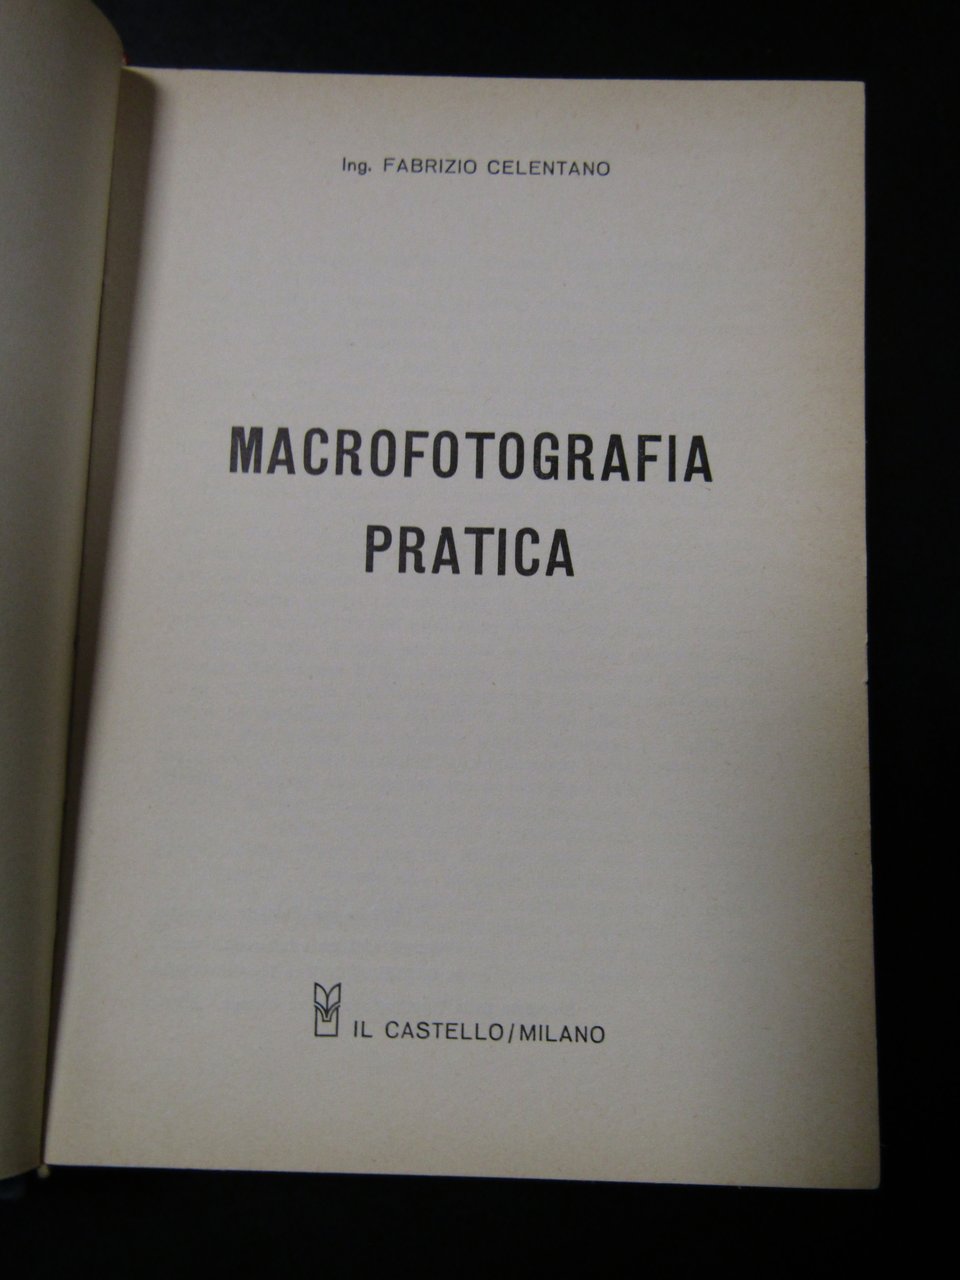 Ing. FABRIZIO CELENTANO
MACROFOTOGRAFIA
PRATICA
IL CASTELLO/MILANO